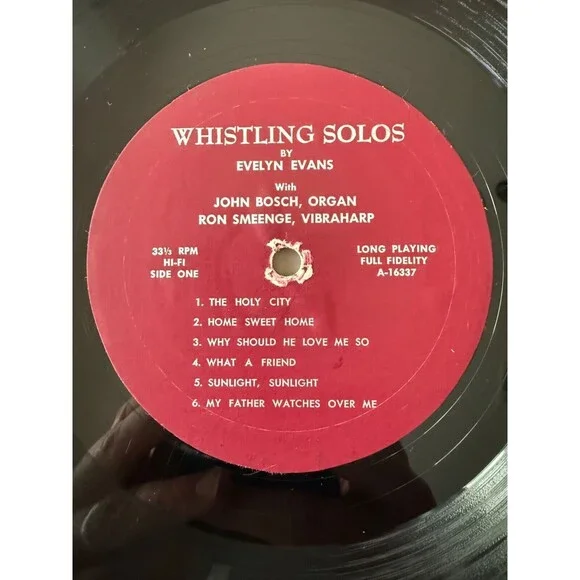 WHISTLING SOLOS
BY
EVELYN EVANS
With
JOHN BOSCH, ORGAN
RON SMEENGE, VIBRAHARP
33⅓ RPM
HI-FI
SIDE ONE
LONG PLAYING
FULL FIDELITY
A-16337
1. THE HOLY CITY
2. HOME SWEET HOME
3. WHY SHOULD HE LOVE ME SO
4. WHAT A FRIEND
5. SUNLIGHT, SUNLIGHT
6. MY FATHER WATCHES OVER ME